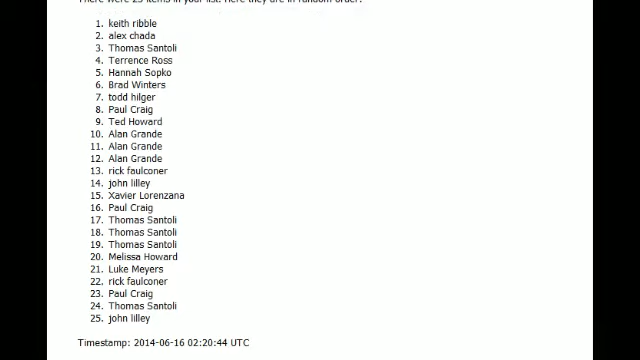 There were 25 items in your list. Here they are in random order:
1. keith ribble
2. alex chada
3. Thomas Santoli
4. Terrence Ross
5. Hannah Sopko
6. Brad Winters
7. todd hilger
8. Paul Craig
9. Ted Howard
10. Alan Grande
11. Alan Grande
12. Alan Grande
13. rick faulconer
14. john lilley
15. Xavier Lorenzana
16. Paul Craig
17. Thomas Santoli
18. Thomas Santoli
19. Thomas Santoli
20. Melissa Howard
21. Luke Meyers
22. rick faulconer
23. Paul Craig
24. Thomas Santoli
25. john lilley
Timestamp: 2014-06-16 02:20:44 UTC